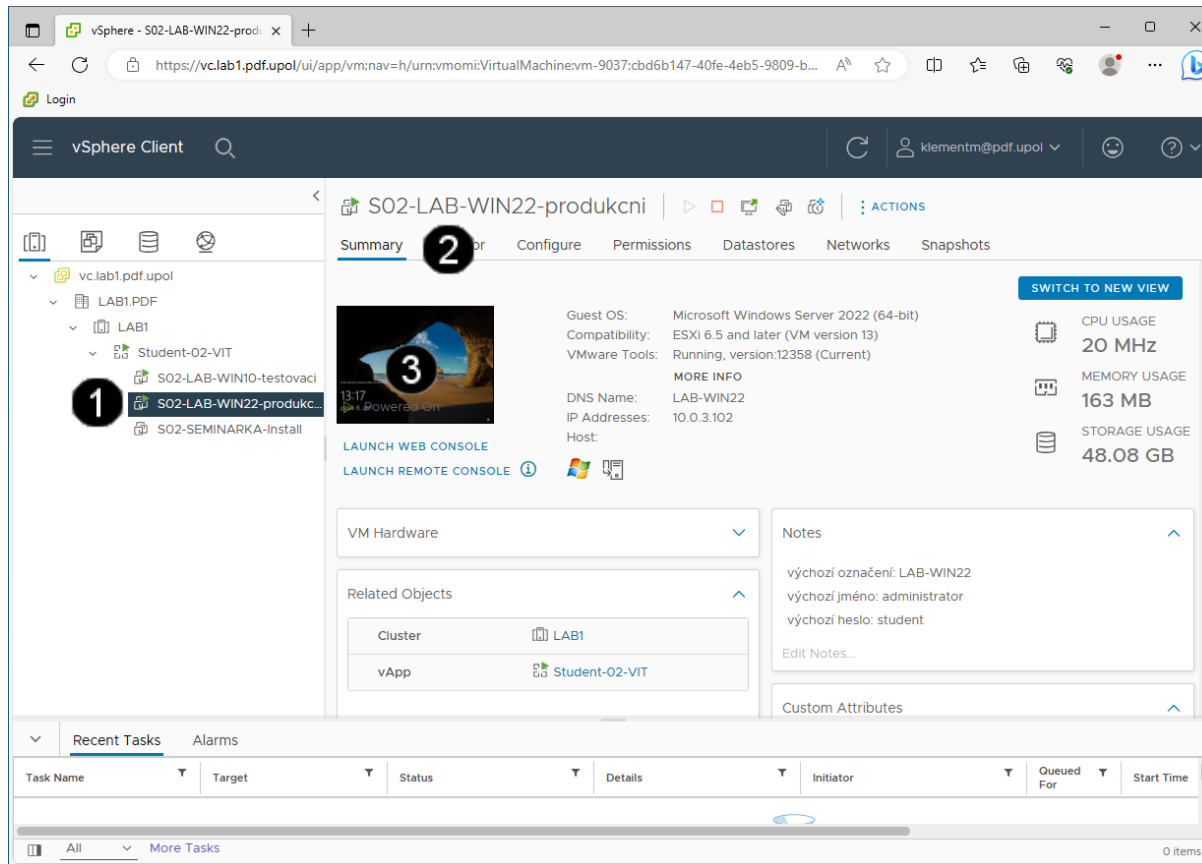 vSphere - S02-LAB-WIN22-produ
https://vc.lab1.pdf.upol/ui/app/vm;nav=h/urn:vmomi:VirtualMachine:vm-9037:cbd6b147-40fe-4eb5-9809-b...
Login
vSphere Client
klementm@pdf.upol
S02-LAB-WIN22-produkcni
ACTIONS
Summary
2
Configure
Permissions
Datastores
Networks
Snapshots
vc.lab1.pdf.upol
LAB1.PDF
LAB1
Student-02-VIT
S02-LAB-WIN10-testovaci
1
S02-LAB-WIN22-produkc...
S02-SEMINARKA-Install
SWITCH TO NEW VIEW
3
13:17
Powered On
LAUNCH WEB CONSOLE
LAUNCH REMOTE CONSOLE
Guest OS: Microsoft Windows Server 2022 (64-bit)
Compatibility: ESXi 6.5 and later (VM version 13)
VMware Tools: Running, version:12358 (Current)
MORE INFO
DNS Name: LAB-WIN22
IP Addresses: 10.0.3.102
Host:
CPU USAGE
20 MHz
MEMORY USAGE
163 MB
STORAGE USAGE
48.08 GB
VM Hardware
Related Objects
Cluster LAB1
vApp Student-02-VIT
Notes
výchozí označení: LAB-WIN22
výchozí jméno: administrator
výchozí heslo: student
Edit Notes...
Custom Attributes
Recent Tasks Alarms
Task Name
Target
Status
Details
Initiator
Queued
For
Start Time
All
More Tasks
0 items